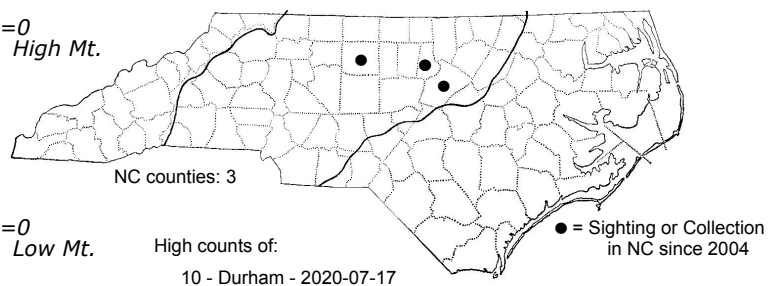 =0
High Mt.
NC counties: 3
=0
Low Mt.
High counts of:
10 - Durham - 2020-07-17
● = Sighting or Collection
in NC since 2004